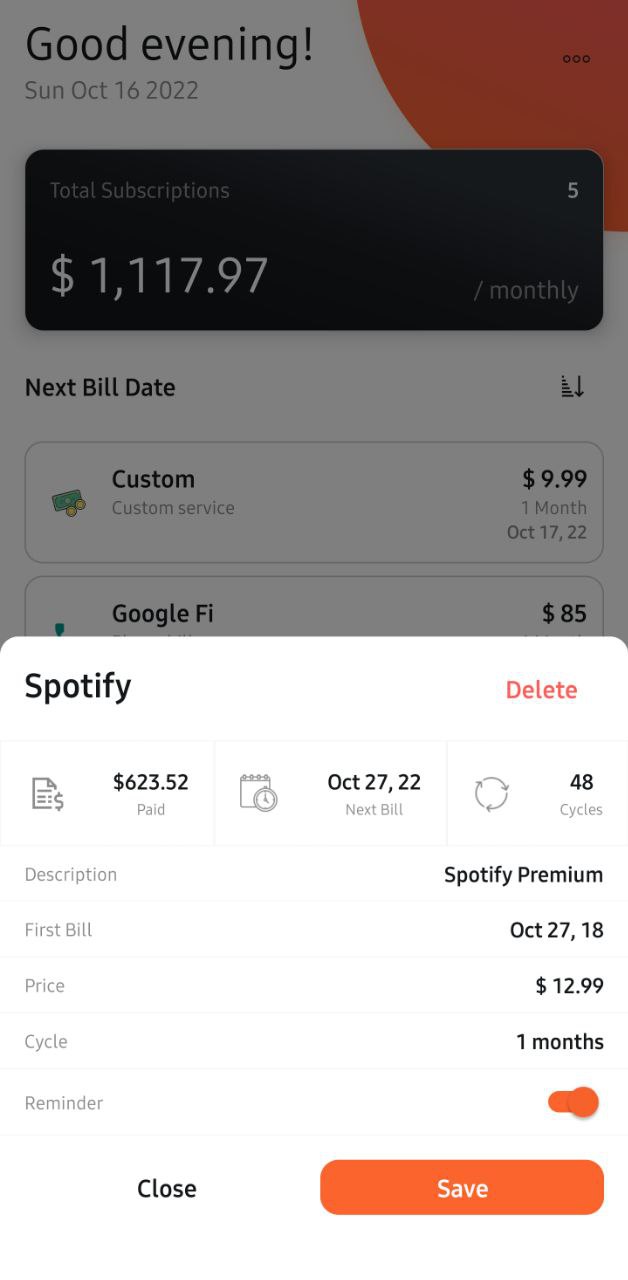 Good evening!
Sun Oct 16 2022
Total Subscriptions 5
$ 1,117.97 / monthly
Next Bill Date
Custom $ 9.99
Custom service 1 Month
Oct 17, 22
Google Fi $ 85
Spotify Delete
$623.52 Oct 27, 22 48
Paid Next Bill Cycles
Description Spotify Premium
First Bill Oct 27, 18
Price $ 12.99
Cycle 1 months
Reminder
Close Save